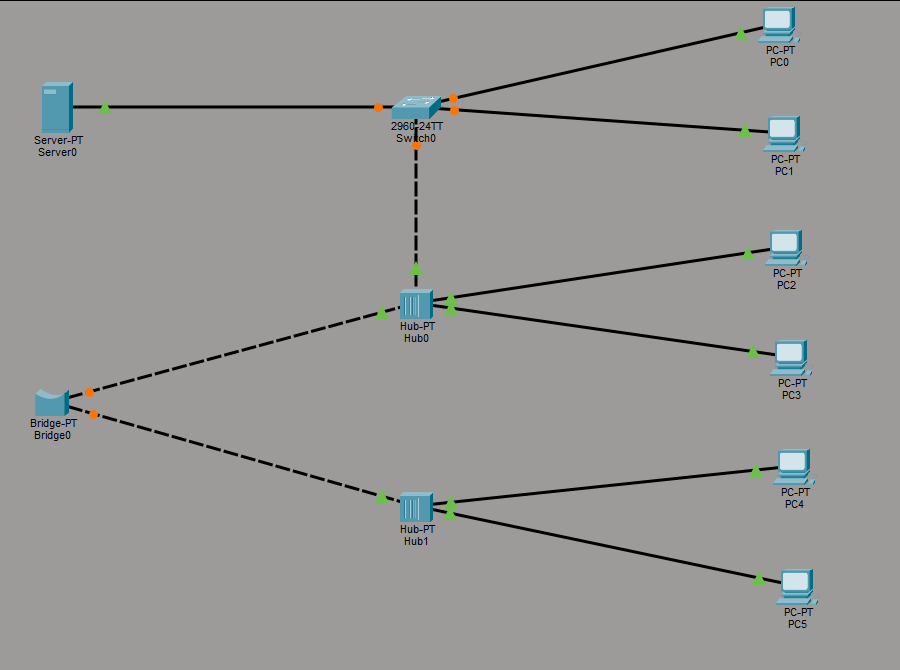 PC-PT
PC0
Server-PT
Server0
2960-24TT
Switch0
PC-PT
PC1
PC-PT
PC2
Hub-PT
Hub0
PC-PT
PC3
Bridge-PT
Bridge0
PC-PT
PC4
Hub-PT
Hub1
PC-PT
PC5